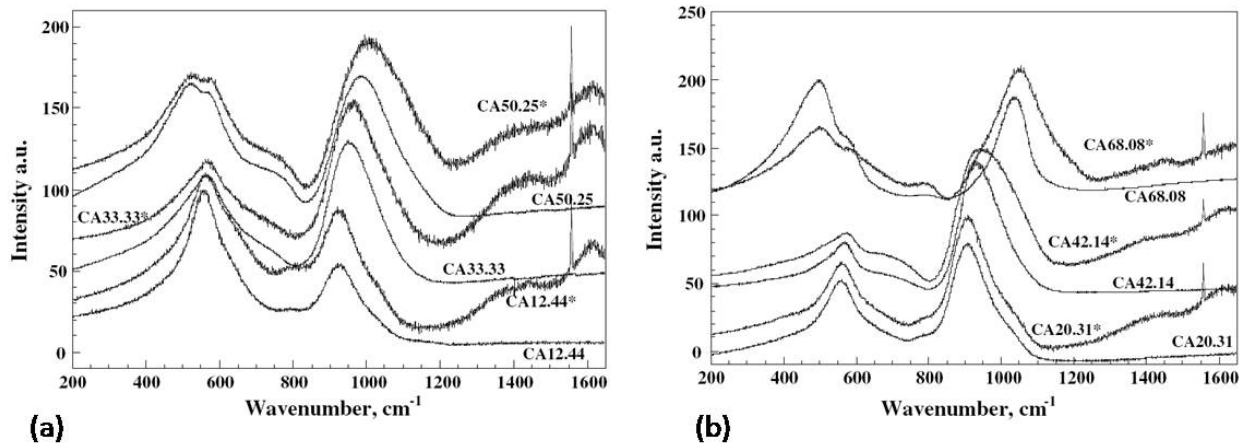 200
150
100
50
0
Intensity a.u.
CA50.25*
CA50.25
CA33.33*
CA33.33
CA12.44*
CA12.44
200 400 600 800 1000 1200 1400 1600
Wavenumber, cm-1
(a)
250
200
150
100
50
0
Intensity a.u.
CA68.08*
CA68.08
CA42.14*
CA42.14
CA20.31*
CA20.31
200 400 600 800 1000 1200 1400 1600
Wavenumber, cm-1
(b)